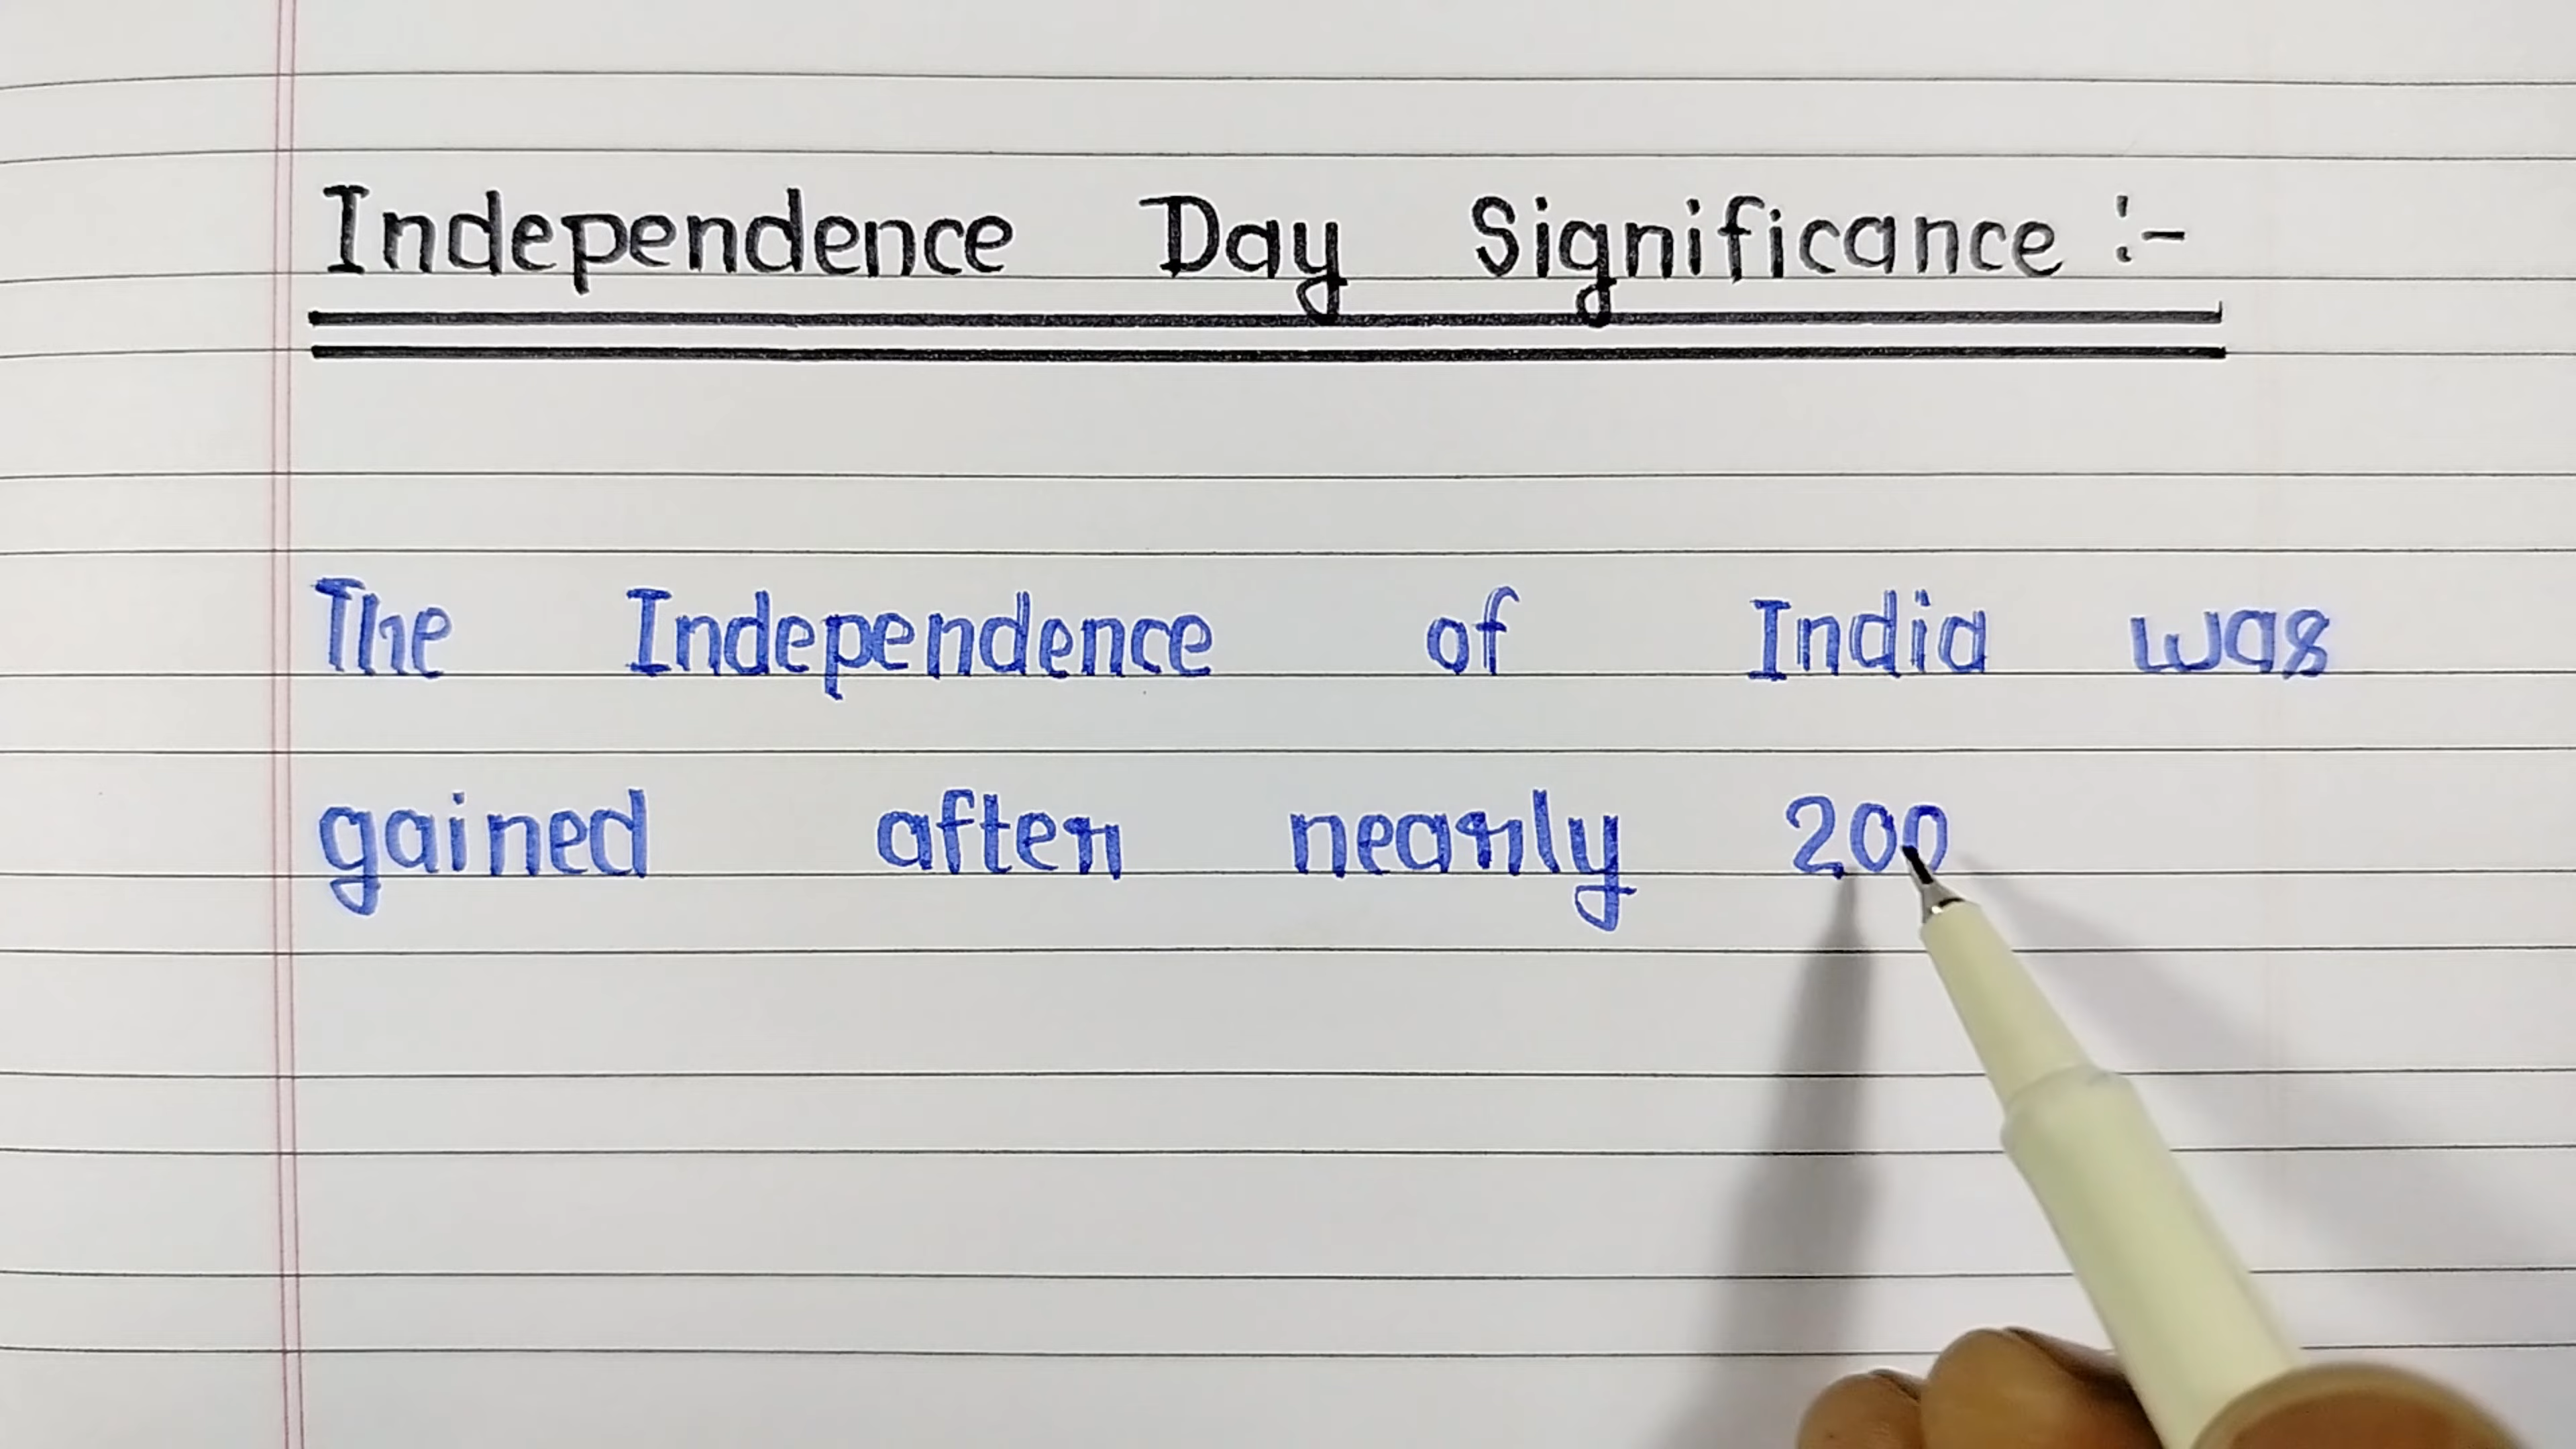 Independence Day Significance :-
The Independence of India was
gained after nearly 200